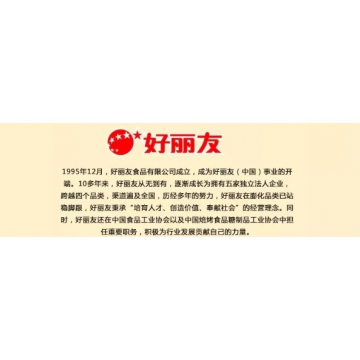 好丽友
1995年12月，好丽友食品有限公司成立，成为好丽友（中国）事业的开
端。10多年来，好丽友从无到有，逐渐成长为拥有五家独立法人企业，
跨越四个品类，渠道遍及全国，历经多年的努力，好丽友在膨化品类已站
稳脚跟，好丽友秉承“培育人才、创造价值、奉献社会”的经营理念。同
时，好丽友还在中国食品工业协会以及中国焙烤食品糖制品工业协会中担
任重要职务，积极为行业发展贡献自己的力量。